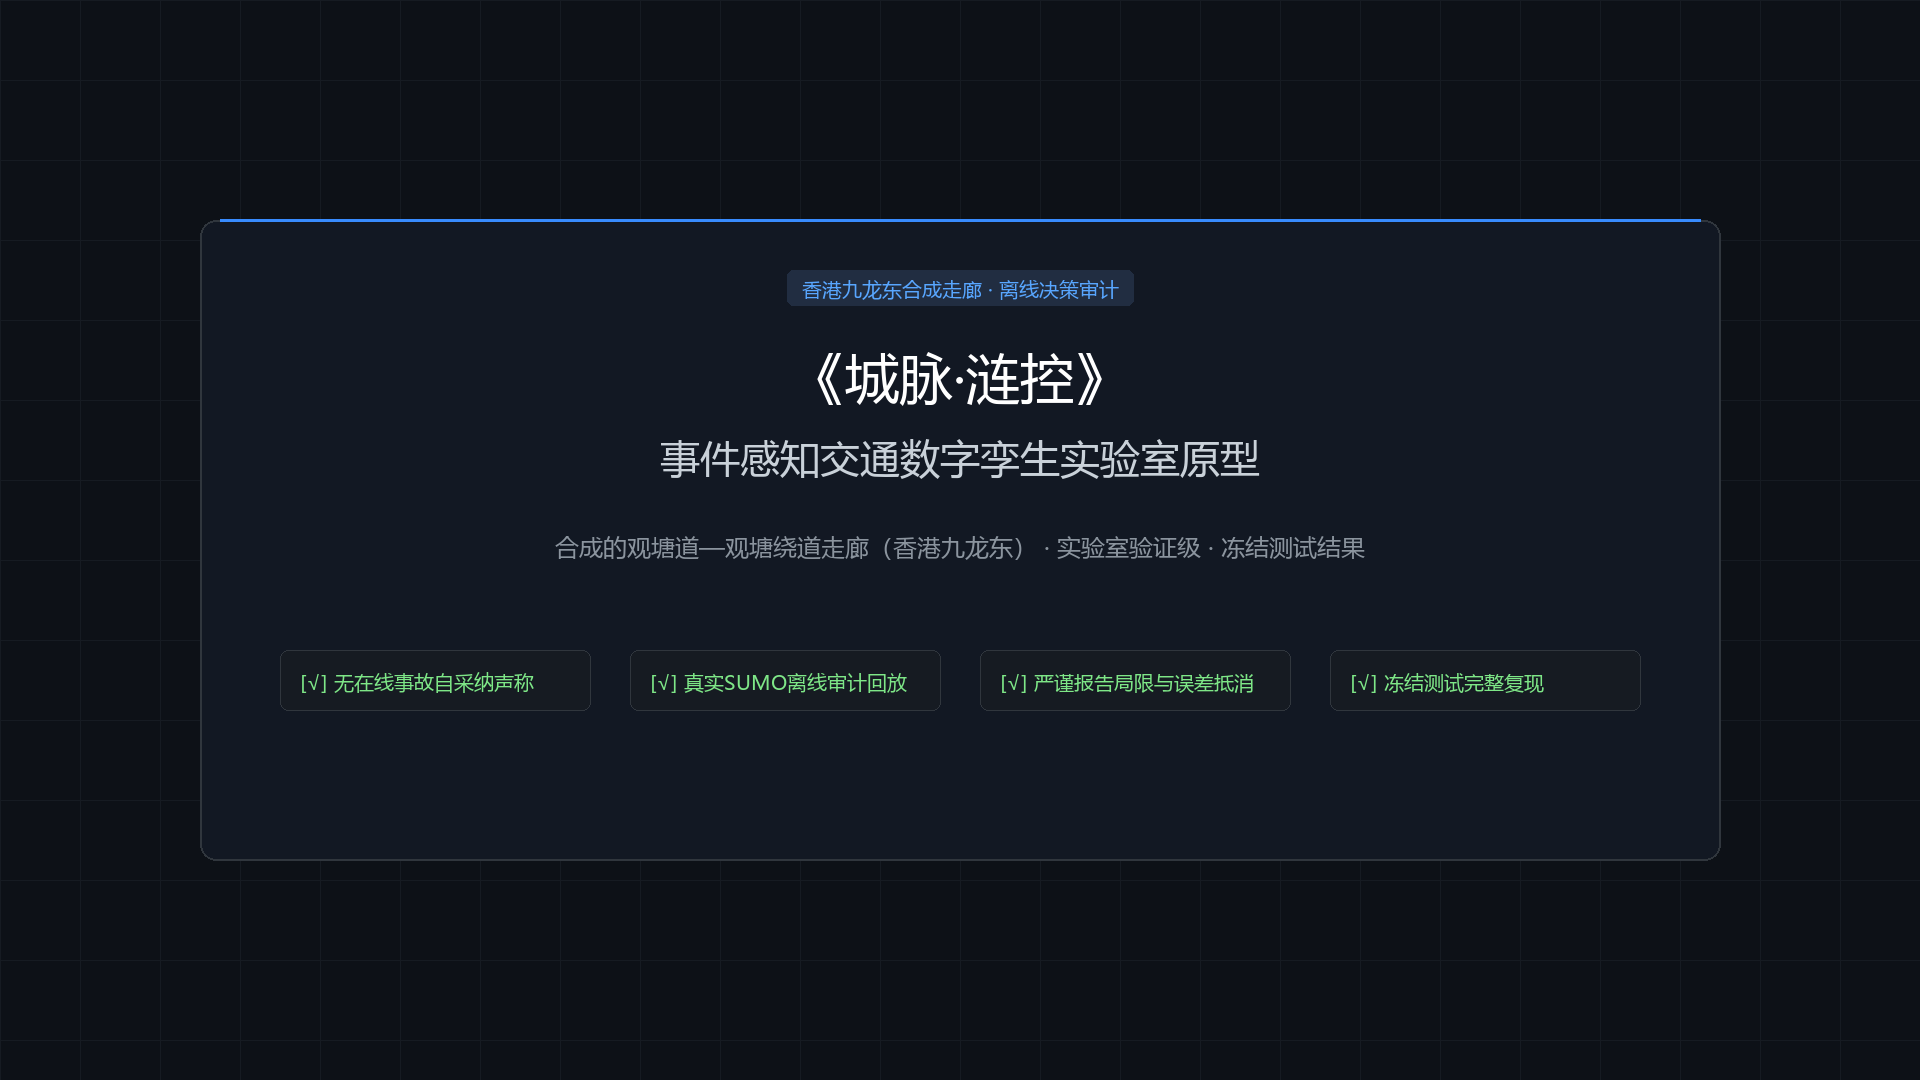 香港九龙东合成走廊 · 离线决策审计
《城脉·涟控》
事件感知交通数字孪生实验室原型
合成的观塘道—观塘绕道走廊（香港九龙东） · 实验室验证级 · 冻结测试结果
[√] 无在线事故自采纳声称
[√] 真实SUMO离线审计回放
[√] 严谨报告局限与误差抵消
[√] 冻结测试完整复现